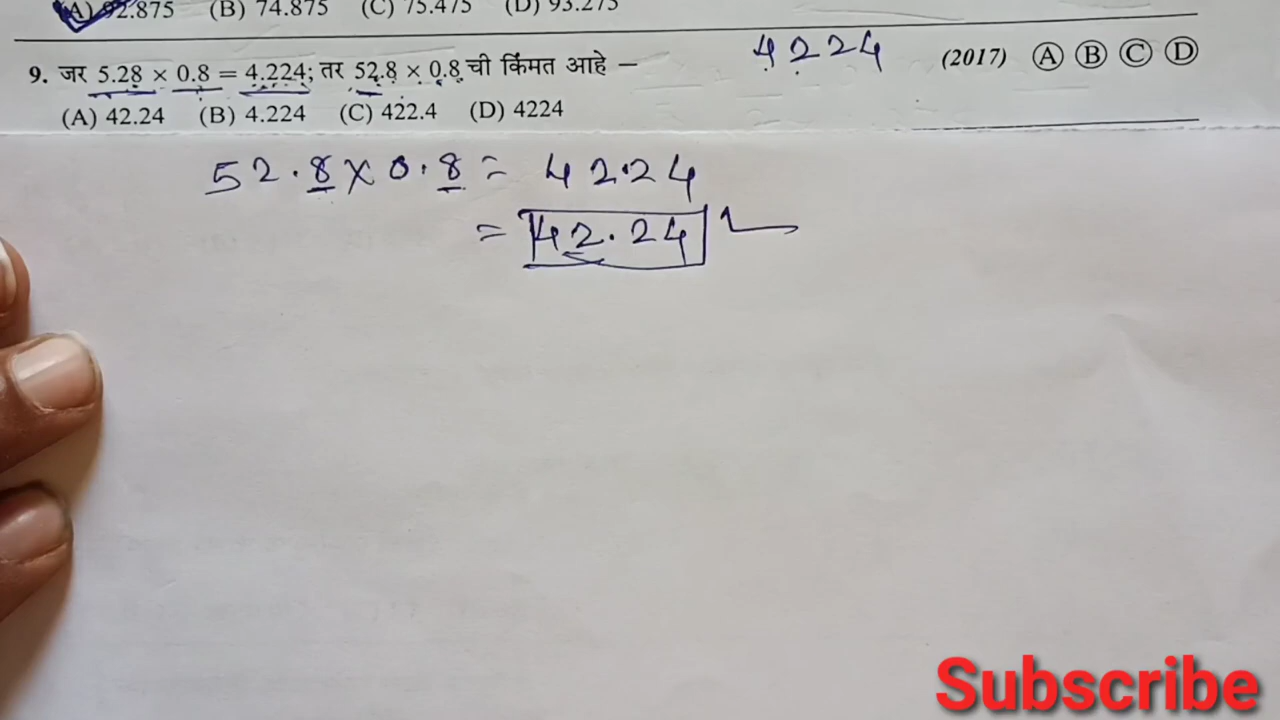 (A) 92.875 (B) 74.875 (C) 75.475 (D) 93.275
4224
9. जर 5.28 × 0.8 = 4.224; तर 52.8 × 0.8 ची किंमत आहे – (2017) Ⓐ Ⓑ Ⓒ Ⓓ
(A) 42.24 (B) 4.224 (C) 422.4 (D) 4224
52.8 × 0.8 = 42.24
= 42.24
Subscribe